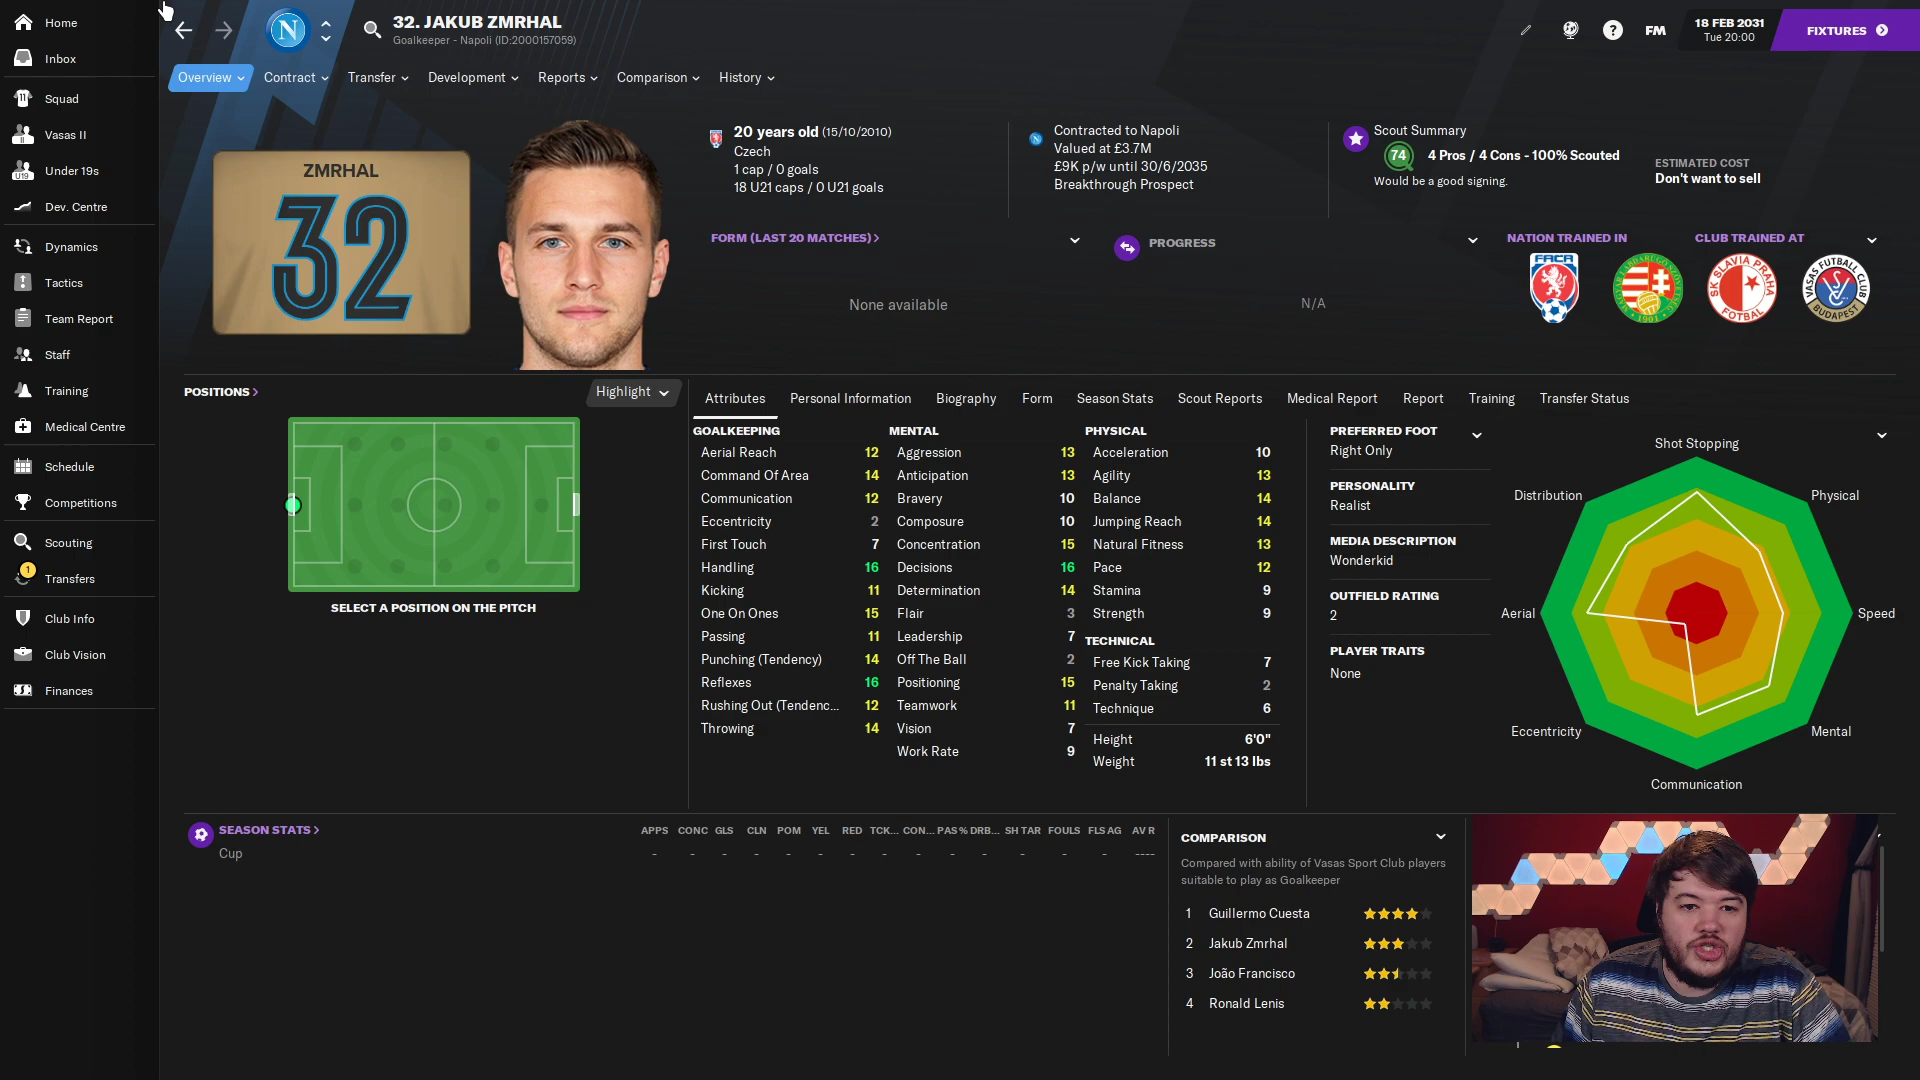 Home
Inbox
Squad
Vasas II
Under 19s
Dev. Centre
Dynamics
Tactics
Team Report
Staff
Training
Medical Centre
Schedule
Competitions
Scouting
1
Transfers
Club Info
Club Vision
Finances
32. JAKUB ZMRHAL
Goalkeeper - Napoli (ID:2000157059)
FM
18 FEB 2031
Tue 20:00
FIXTURES
Overview
Contract
Transfer
Development
Reports
Comparison
History
ZMRHAL
32
20 years old (15/10/2010)
Czech
1 cap / 0 goals
18 U21 caps / 0 U21 goals
Contracted to Napoli
Valued at £3.7M
£9K p/w until 30/6/2035
Breakthrough Prospect
Scout Summary
74
4 Pros / 4 Cons - 100% Scouted
Would be a good signing.
ESTIMATED COST
Don't want to sell
FORM (LAST 20 MATCHES) >
None available
PROGRESS
N/A
NATION TRAINED IN
CLUB TRAINED AT
FACR
SK SLAVIA PRAHA
FOTBAL
VASAS FUTBALL CLUB
BUDAPEST
POSITIONS >
Highlight
SELECT A POSITION ON THE PITCH
Attributes
Personal Information
Biography
Form
Season Stats
Scout Reports
Medical Report
Report
Training
Transfer Status
GOALKEEPING
Aerial Reach 12
Command Of Area 14
Communication 12
Eccentricity 2
First Touch 7
Handling 16
Kicking 11
One On Ones 15
Passing 11
Punching (Tendency) 14
Reflexes 16
Rushing Out (Tendenc... 12
Throwing 14
MENTAL
Aggression 13
Anticipation 13
Bravery 10
Composure 10
Concentration 15
Decisions 16
Determination 14
Flair 3
Leadership 7
Off The Ball 2
Positioning 15
Teamwork 11
Vision 7
Work Rate 9
PHYSICAL
Acceleration 10
Agility 13
Balance 14
Jumping Reach 14
Natural Fitness 13
Pace 12
Stamina 9
Strength 9
TECHNICAL
Free Kick Taking 7
Penalty Taking 2
Technique 6
Height 6'0"
Weight 11 st 13 lbs
PREFERRED FOOT
Right Only
PERSONALITY
Realist
MEDIA DESCRIPTION
Wonderkid
OUTFIELD RATING
2
PLAYER TRAITS
None
Shot Stopping
Physical
Speed
Mental
Communication
Eccentricity
Aerial
Distribution
SEASON STATS >
APPS CONC GLS CLN POM YEL RED TCK... CON... PAS % DRB... SH TAR FOULS FLS AG AV R
Cup - - - - - - - - - - - - - - ----
COMPARISON
Compared with ability of Vasas Sport Club players
suitable to play as Goalkeeper
1 Guillermo Cuesta
2 Jakub Zmrhal
3 João Francisco
4 Ronald Lenis